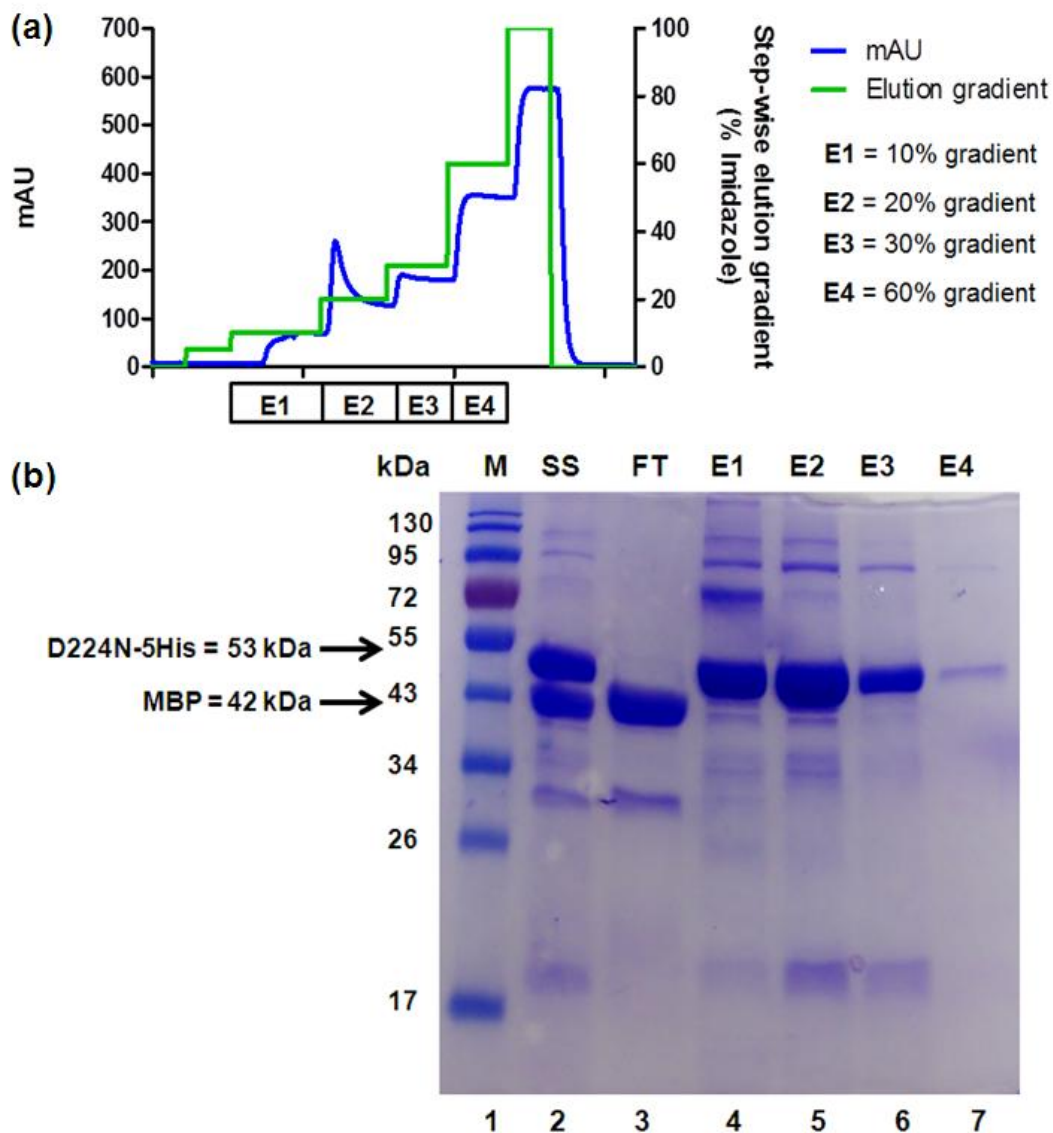 (a)
700
600
500
400
300
200
100
0
mAU
100
80
60
40
20
0
Step-wise elution gradient
(% Imidazole)
mAU
Elution gradient
E1 = 10% gradient
E2 = 20% gradient
E3 = 30% gradient
E4 = 60% gradient
E1 E2 E3 E4
(b)
kDa M SS FT E1 E2 E3 E4
130
95
72
55
D224N-5His = 53 kDa
43
MBP = 42 kDa
34
26
17
1 2 3 4 5 6 7